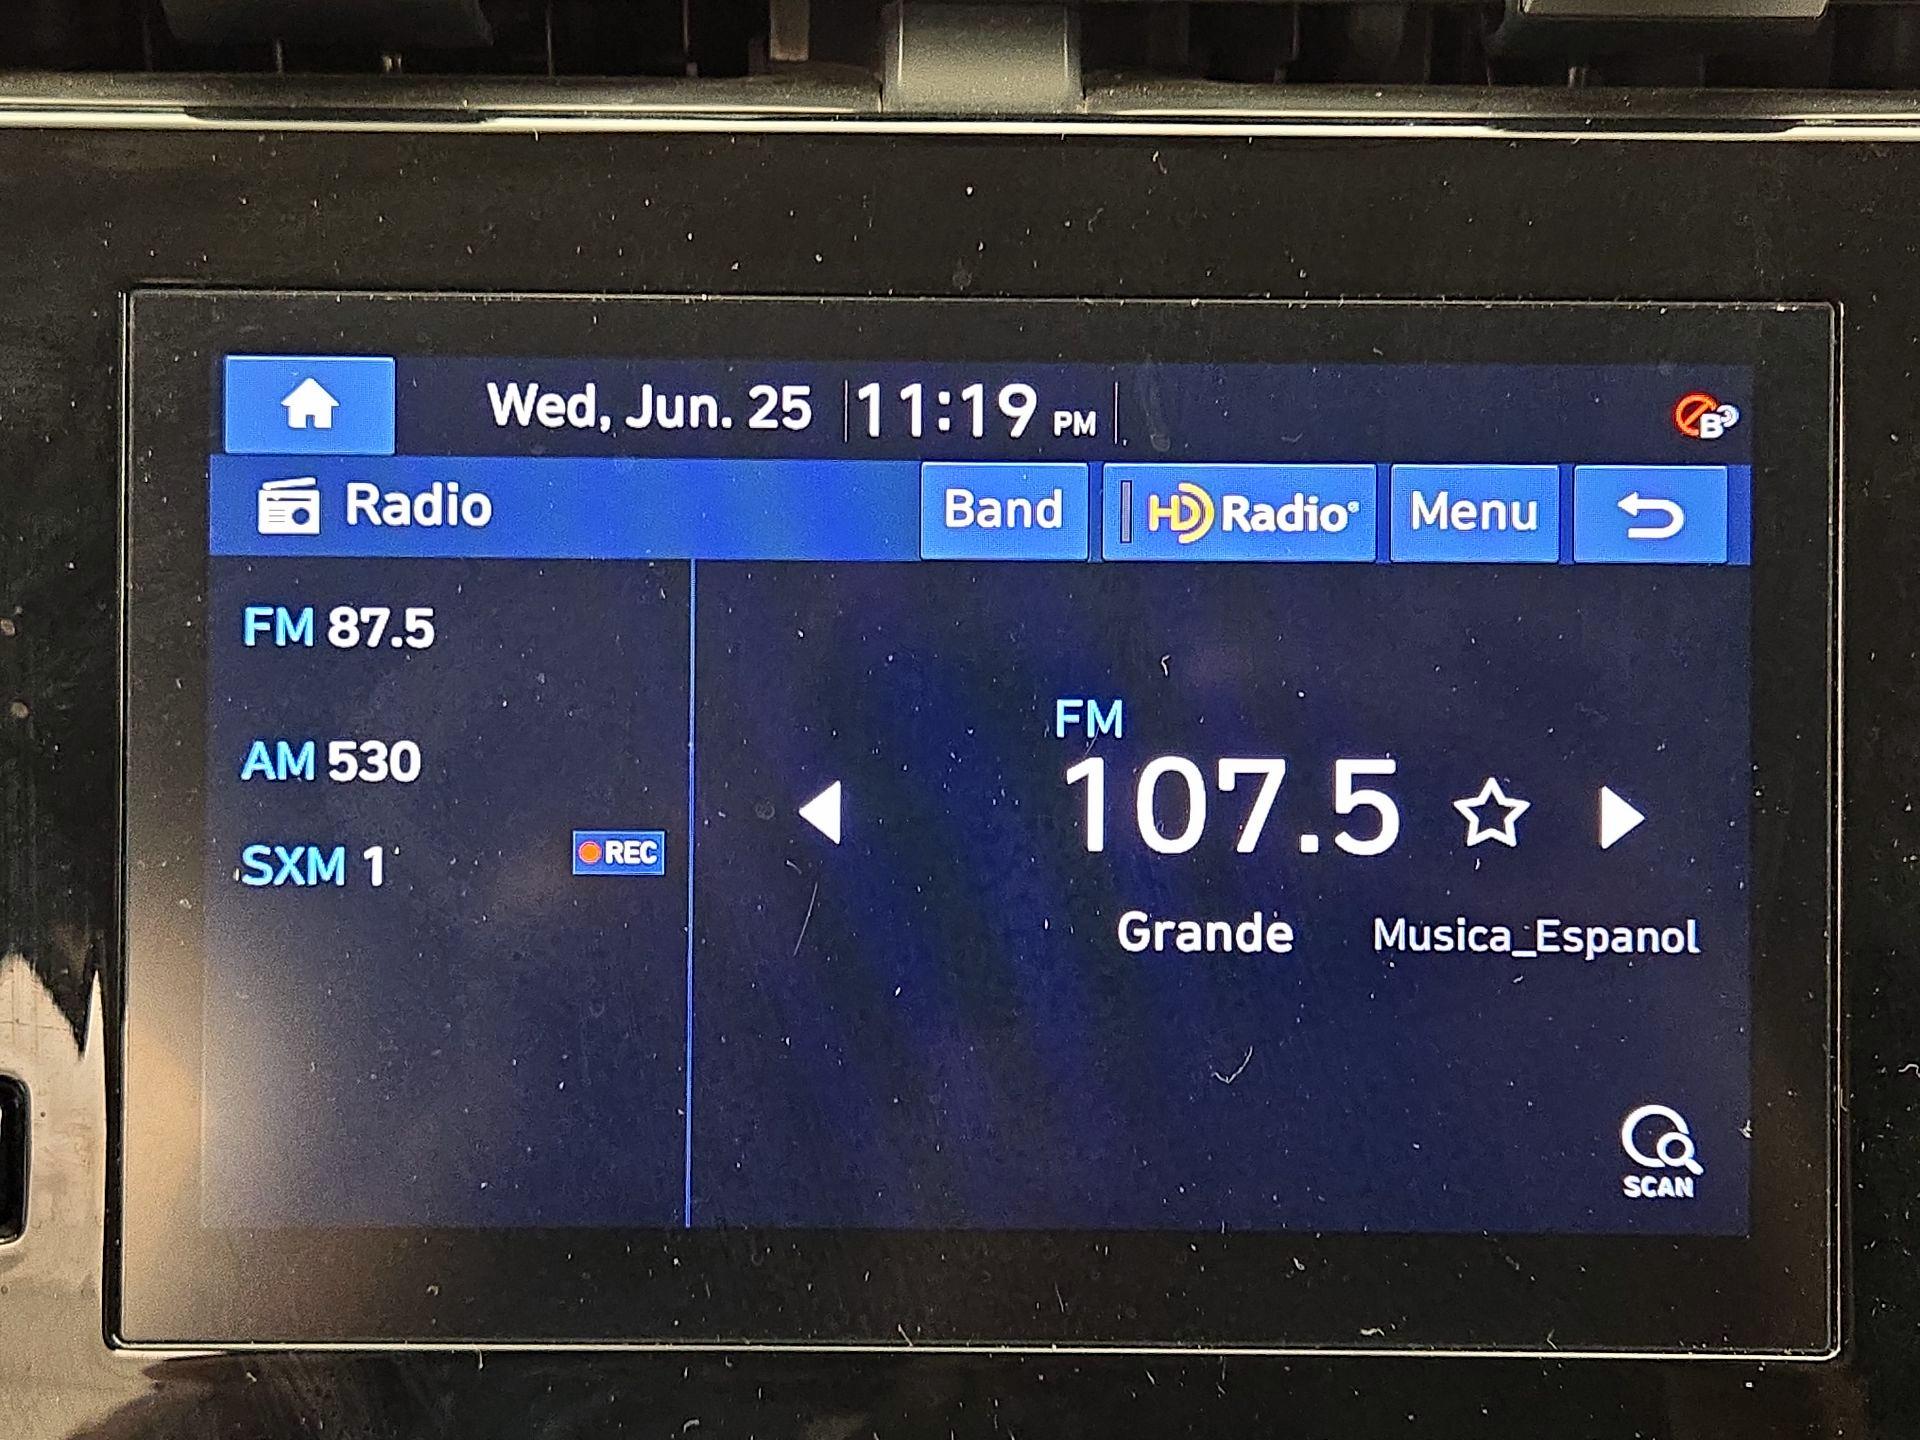 Wed, Jun. 25 11:19 PM
Radio Band HD Radio® Menu
FM 87.5
AM 530
SXM 1 REC
FM
107.5
Grande Musica_Espanol
SCAN